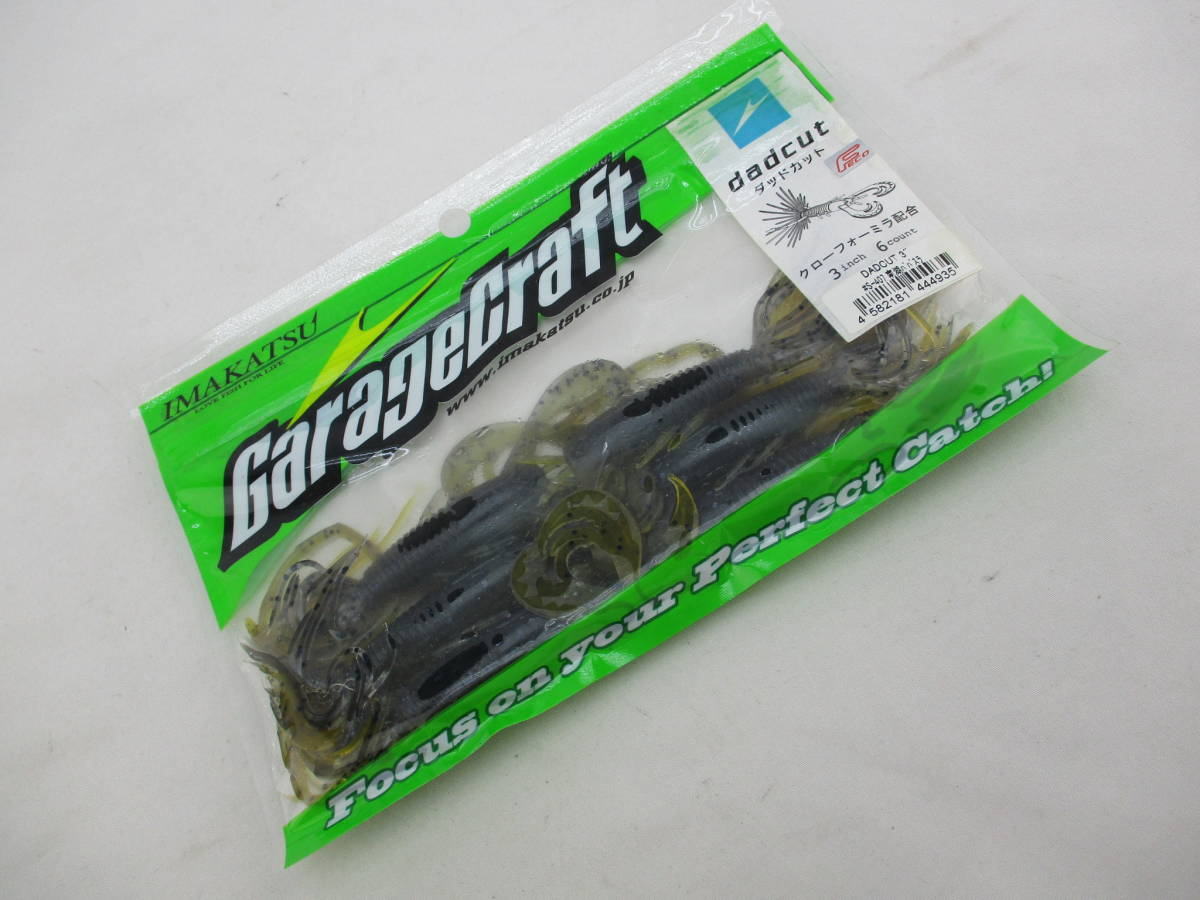 IMAKATSU
LOVE FISH FOR LIFE
GarageCraft
www.imakatsu.co.jp
dadcut
ダッドカット
クローフォーミラ配合
3inch 6count
DADCUT 3"
#S-407
4 582181 444935
Focus on your Perfect Catch!